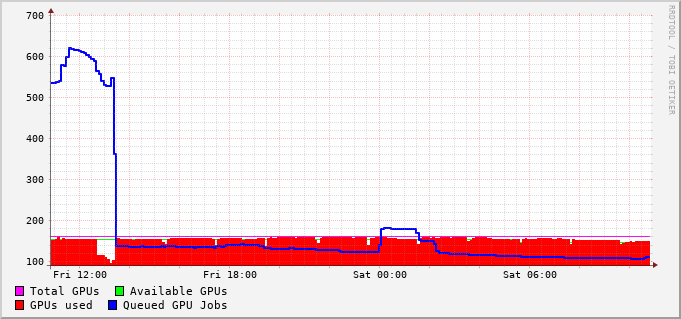 700
600
500
400
300
200
100
Fri 12:00 Fri 18:00 Sat 00:00 Sat 06:00
Total GPUs Available GPUs
GPUs used Queued GPU Jobs
RRDTOOL / TOBI OETIKER